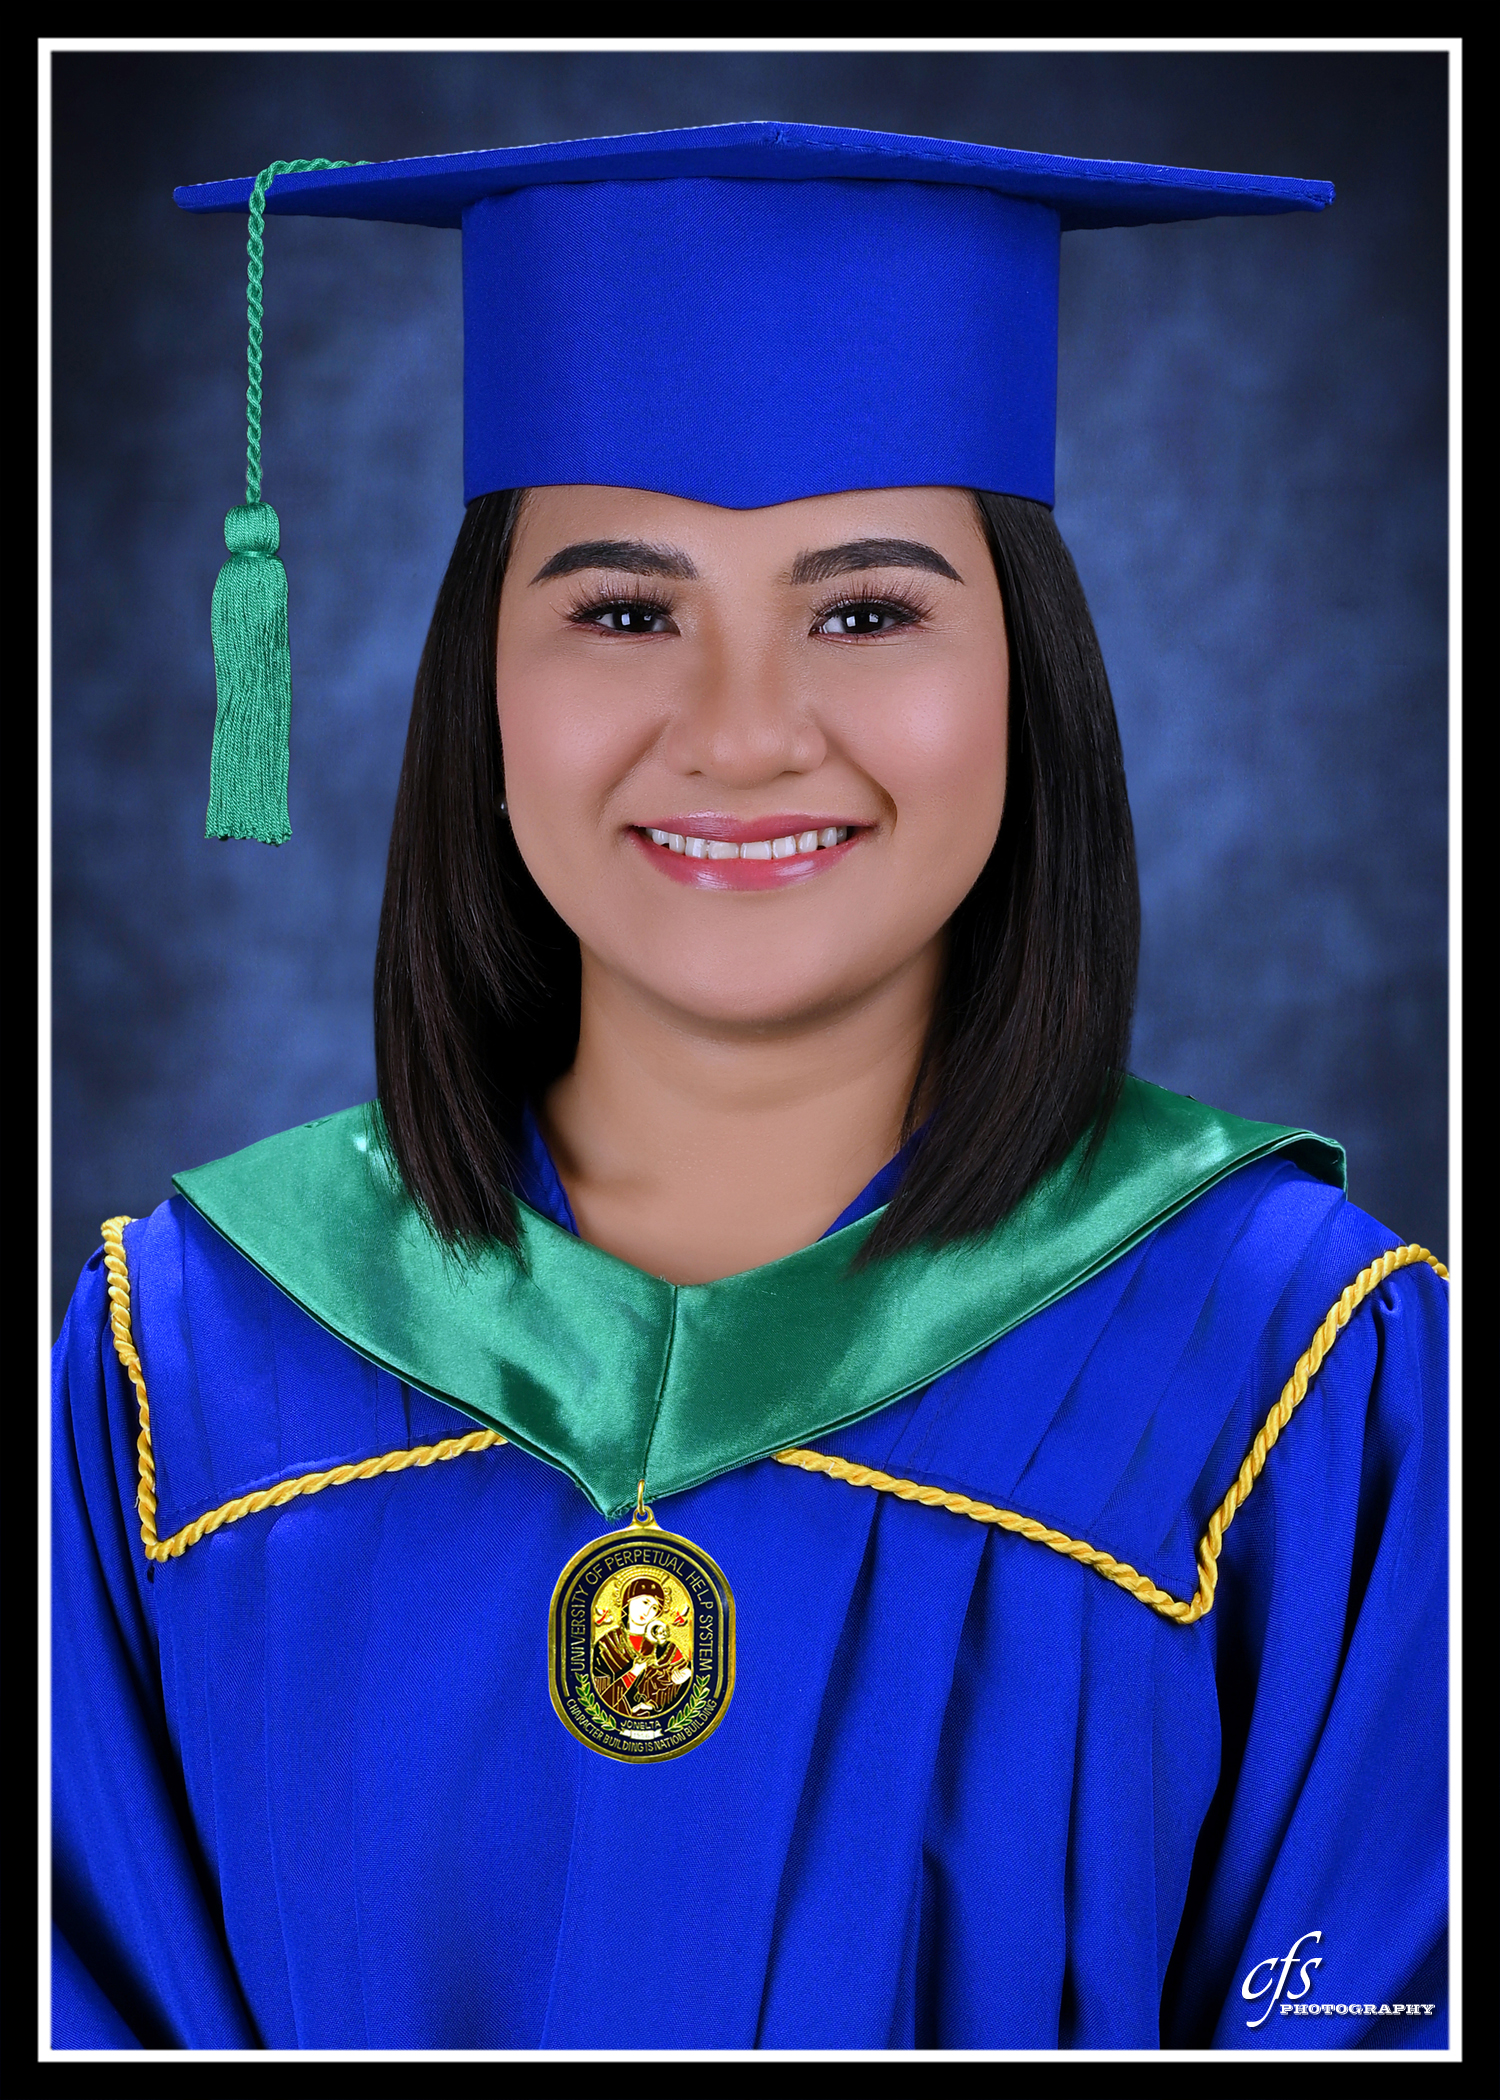 UNIVERSITY OF PERPETUAL HELP SYSTEM
JONELTA
CHARACTER BUILDING IS NATION BUILDING
cfs
PHOTOGRAPHY